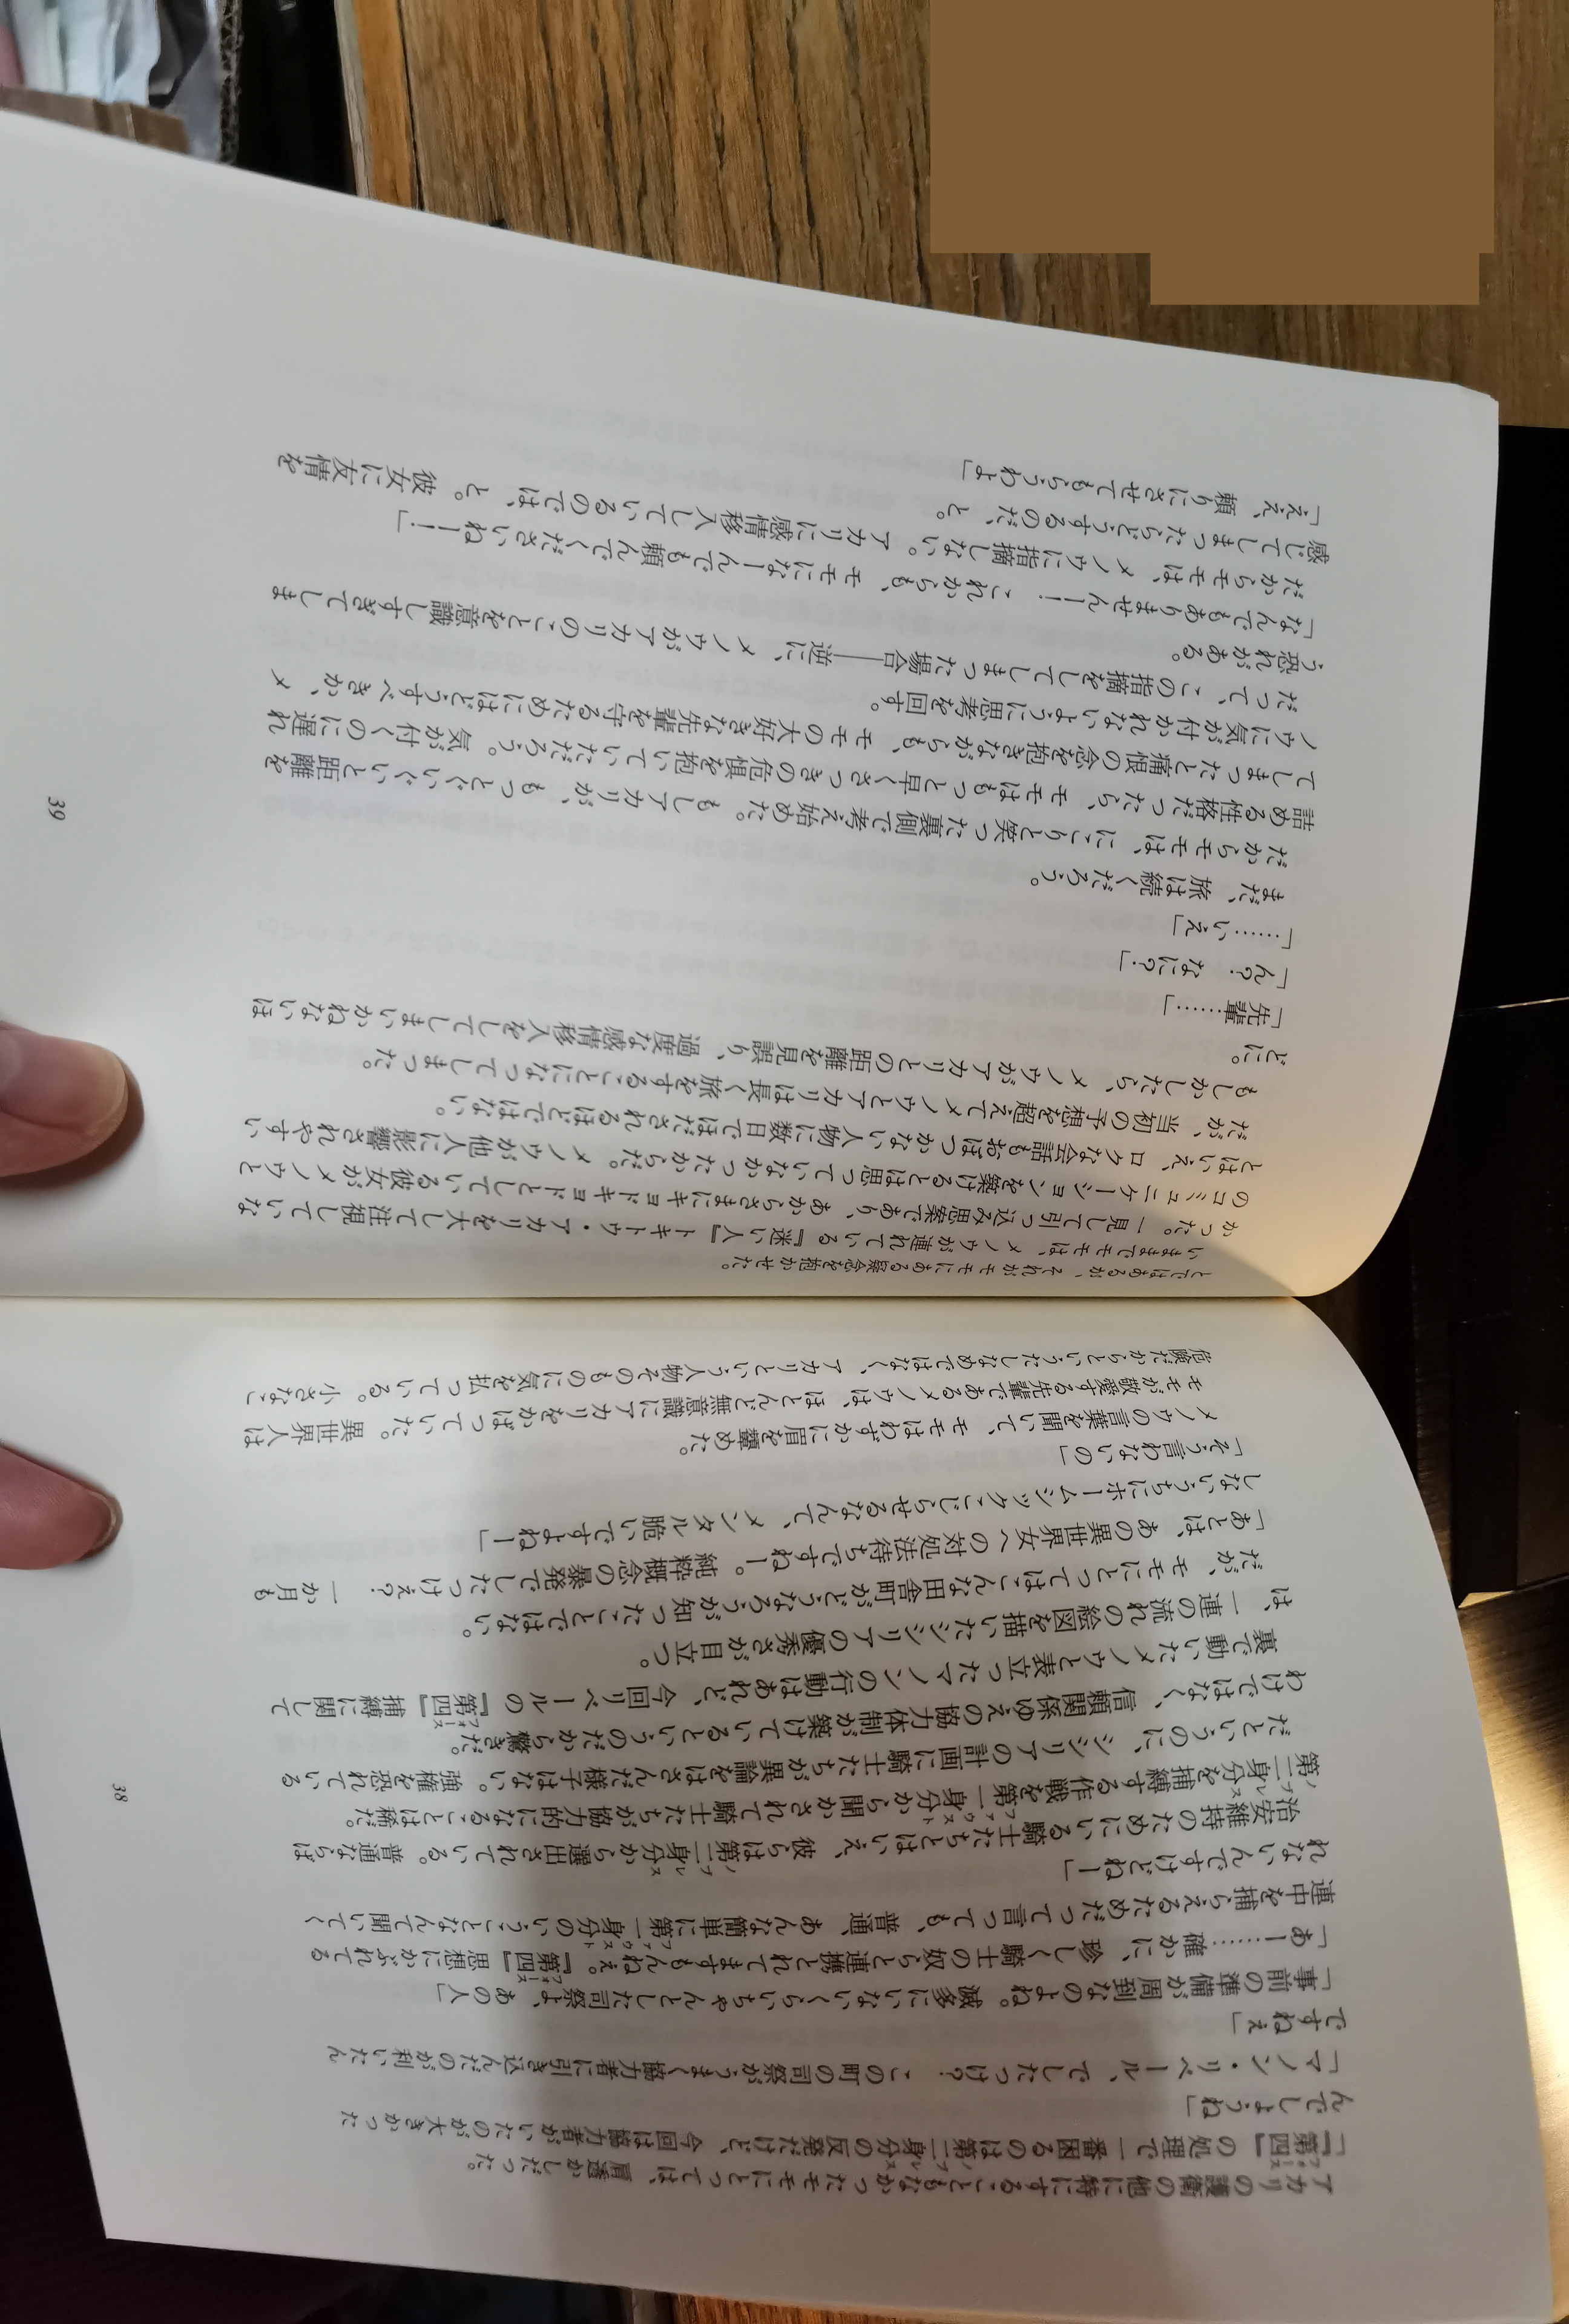 アカリの護衛の他に特にすることもなかったモモにとっては、肩透かしだった。
「『第四』の処理で一番困るのは第二身分の反発だけど、今回は協力者がいたのが大きかった
フォース
ノブレス
んでしょうね」
「マノン・リベール、でしたっけ?　この町の司祭がうまく協力者に引き込んだのが利いたん
ですねぇ」
「事前の準備が周到なのよね。滅多にいないくらいちゃんとした司祭よ、あの人」
「あー……確かに、珍しく騎士の奴らと連携とれてますもんねぇ。『第四』思想にかぶれてる
フォース
連中を捕らえるためだって言っても、普通、あんな簡単に第一身分のいうことなんて聞いてく
ファウスト
れないんですけどねー」
治安維持のためにいる騎士たちとはいえ、彼らは第二身分から選出されている。普通ならば
ノブレス
第二身分を捕縛する作戦を第一身分から聞かされて騎士たちが協力的になることは稀だ。
ノブレス
ファウスト
だというのに、シシリアの計画に騎士たちが異論をはさんだ様子はない。強権を恐れている
わけではなく、信頼関係ゆえの協力体制が築けているというのだから驚きだ。
裏で動いたメノウと表立ったマノンの行動はあれど、今回リベールの『第四』捕縛に関して
フォース
は、一連の流れの絵図を描いたシシリアの優秀さが目立つ。
だが、モモにとってはこんな田舎町がどうなろうが知ったことではない。
「あとは、あの異世界女への対処法待ちですねー。純粋概念の暴発でしたっけぇ?　一か月も
しないうちにホームシックこじらせるなんて、メンタル脆いですよねー」
「そう言わないの」
メノウの言葉を聞いて、モモはわずかに眉を顰めた。
モモが敬愛する先輩であるメノウは、ほとんど無意識にアカリをかばっていた。異世界人は
危険だからというたしなめではなく、アカリという人物そのものに気を払っている。小さなこ
38
とではあるが、それがモモにある疑念を抱かせた。
いままでモモは、メノウが連れている『迷い人』トキトウ・アカリを大して注視していな
かった。一見して引っ込み思案であり、あからさまにキョドキョドとしている彼女がメノウと
のコミュニケーションを築けるとは思っていなかったからだ。メノウが他人に影響されやすい
とはいえ、ロクな会話もおぼつかない人物に数日でほだされるほどではない。
だが、当初の予想を超えてメノウとアカリは長く旅をすることになってしまった。
もしかしたら、メノウがアカリとの距離を見誤り、過度な感情移入をしてしまいかねないほ
どに。
「先輩……」
「ん?　なに?」
「……いえ」
まだ、旅は続くだろう。
だからモモは、にこりと笑った裏側で考え始めた。もしアカリが、もっとぐいぐいと距離を
詰める性格だったら、モモはもっと早くさっきの危惧を抱いていただろう。気が付くのに遅れ
てしまったと痛恨の念を抱きながらも、モモの大好きな先輩を守るためにはどうすべきか、メ
ノウに気が付かれないように思考を回す。
だって、この指摘をしてしまった場合――逆に、メノウがアカリのことを意識しすぎてしま
う恐れがある。
「なんでもありませんー!　これからも、モモになーんでも頼んでくださいねー!」
だからモモは、メノウに指摘しない。アカリに感情移入しているのでは、と。彼女に友情を
感じてしまったらどうするのだ、と。
「ええ、頼りにさせてもらうわよ」
39